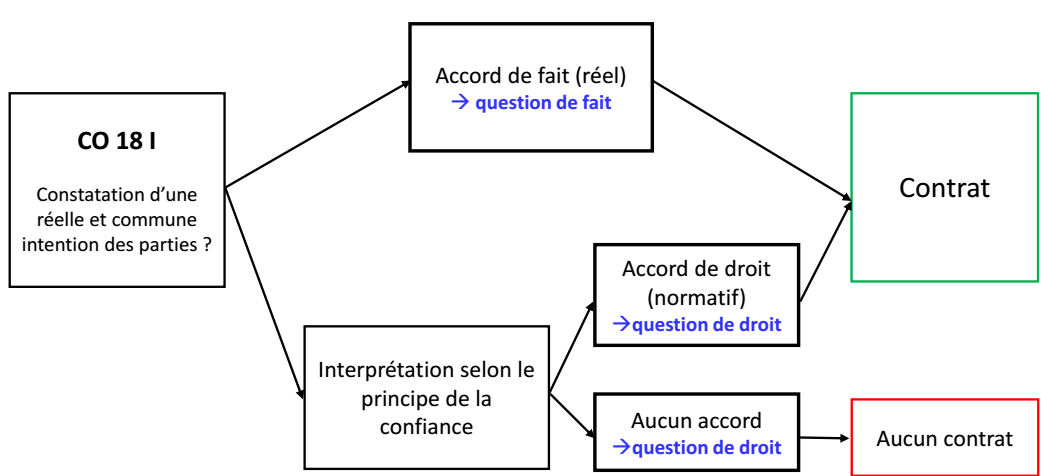 CO 18 I
Constatation d’une
réelle et commune
intention des parties ?
Accord de fait (réel)
→ question de fait
Contrat
Interprétation selon le
principe de la
confiance
Accord de droit
(normatif)
→question de droit
Aucun accord
→question de droit
Aucun contrat